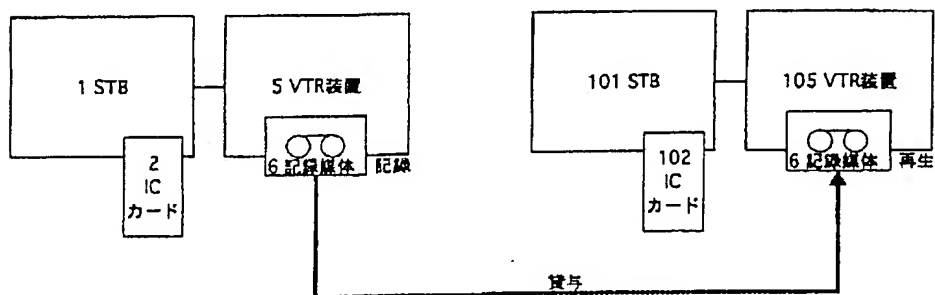 1 STB
5 VTR装置
2
IC
カード
6 記録媒体
記録
101 STB
105 VTR装置
102
IC
カード
6 記録媒体
再生
貸与